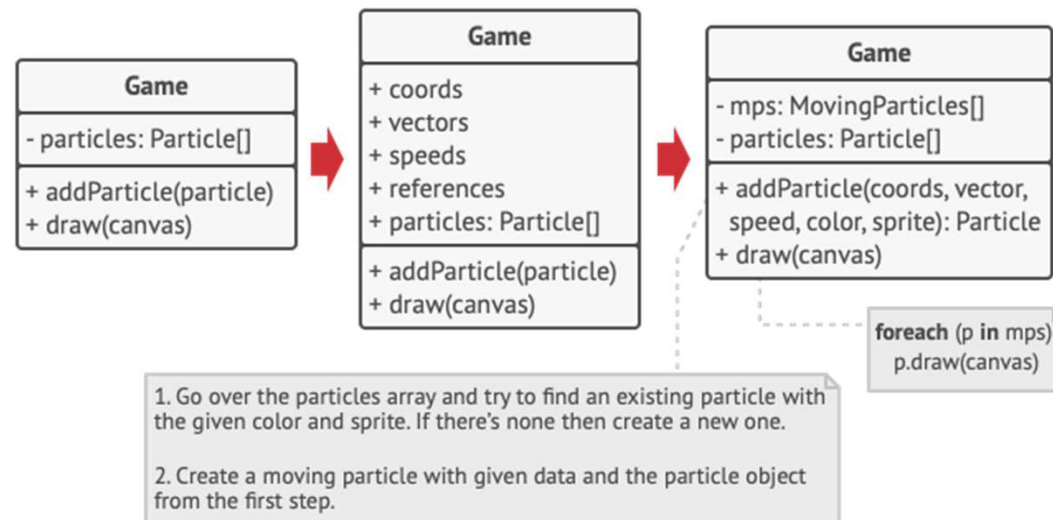 Game
- particles: Particle[]
+ addParticle(particle)
+ draw(canvas)
Game
+ coords
+ vectors
+ speeds
+ references
+ particles: Particle[]
+ addParticle(particle)
+ draw(canvas)
Game
- mps: MovingParticles[]
- particles: Particle[]
+ addParticle(coords, vector,
speed, color, sprite): Particle
+ draw(canvas)
foreach (p in mps)
p.draw(canvas)
1. Go over the particles array and try to find an existing particle with
the given color and sprite. If there’s none then create a new one.
2. Create a moving particle with given data and the particle object
from the first step.